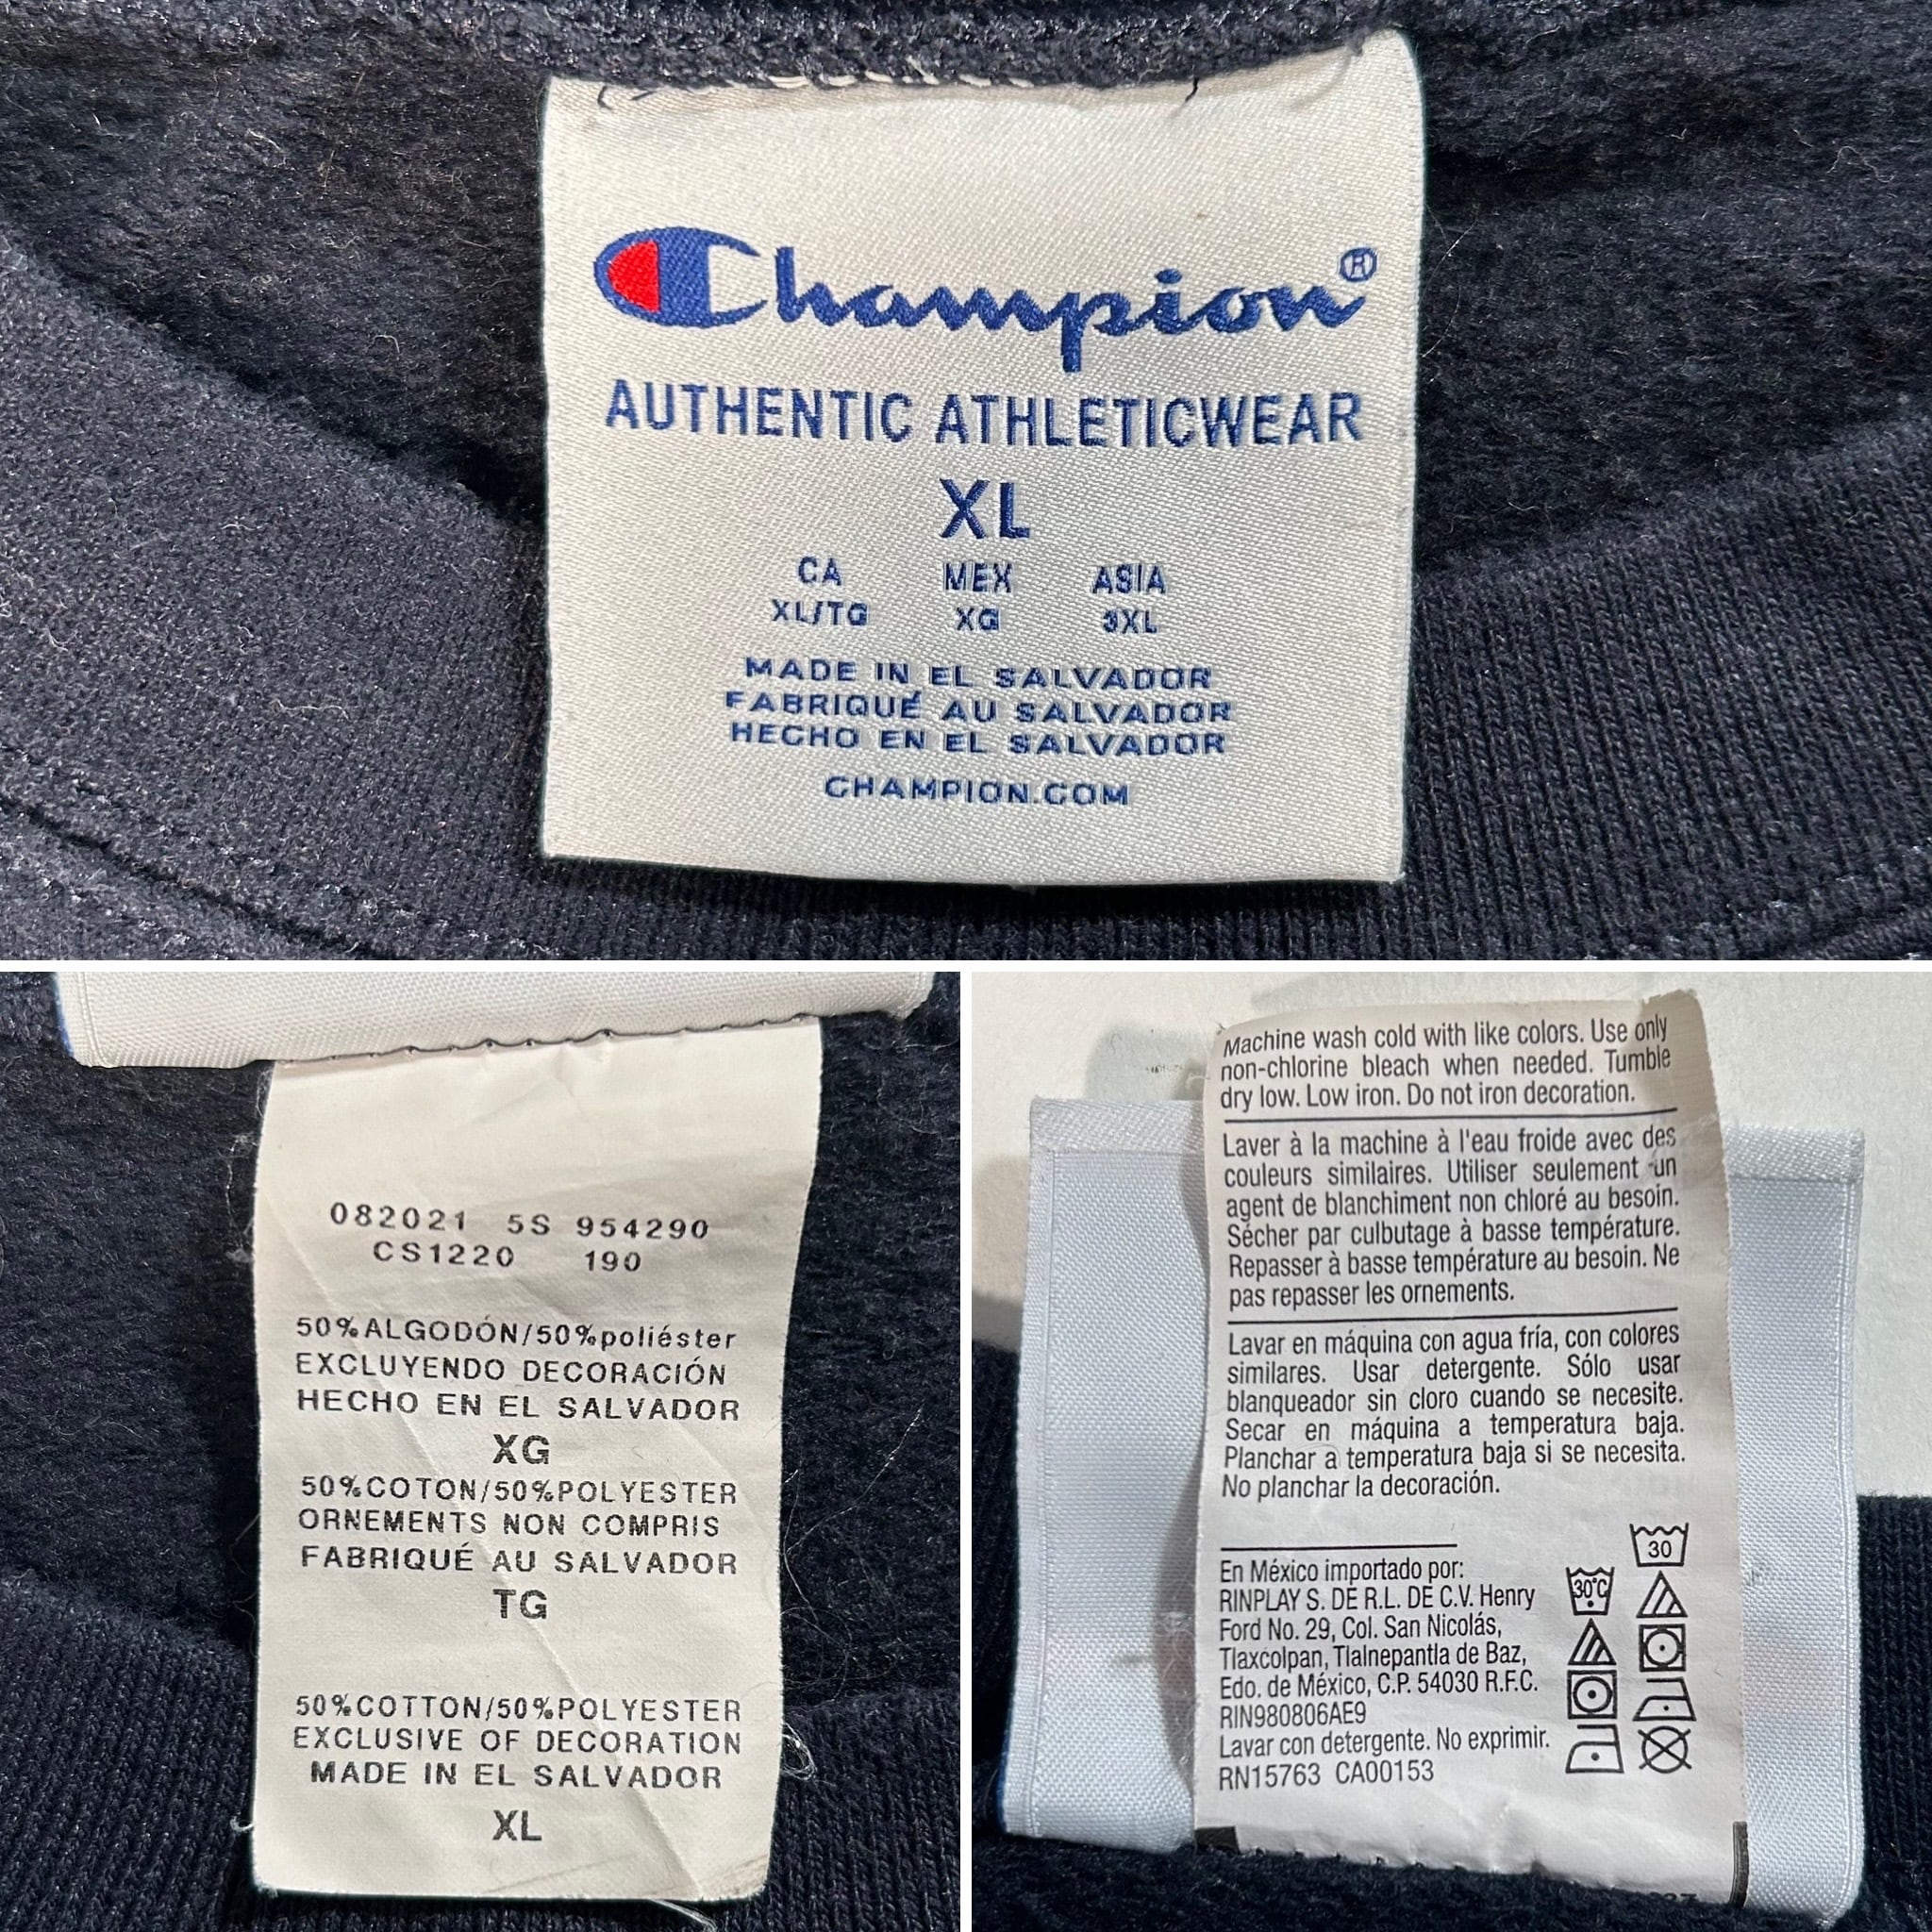 Champion®
AUTHENTIC ATHLETICWEAR
XL
CA MEX ASIA
XL/TG XG 3XL
MADE IN EL SALVADOR
FABRIQUÉ AU SALVADOR
HECHO EN EL SALVADOR
CHAMPION.COM
082021 5S 954290
CS1220 190
50%ALGODÓN/50%poliéster
EXCLUYENDO DECORACIÓN
HECHO EN EL SALVADOR
XG
50%COTON/50%POLYESTER
ORNEMENTS NON COMPRIS
FABRIQUÉ AU SALVADOR
TG
50%COTTON/50%POLYESTER
EXCLUSIVE OF DECORATION
MADE IN EL SALVADOR
XL
Machine wash cold with like colors. Use only
non-chlorine bleach when needed. Tumble
dry low. Low iron. Do not iron decoration.
Laver à la machine à l'eau froide avec des
couleurs similaires. Utiliser seulement un
agent de blanchiment non chloré au besoin.
Sécher par culbutage à basse température.
Repasser à basse température au besoin. Ne
pas repasser les ornements.
Lavar en máquina con agua fría, con colores
similares. Usar detergente. Sólo usar
blanqueador sin cloro cuando se necesite.
Secar en máquina a temperatura baja.
Planchar a temperatura baja si se necesita.
No planchar la decoración.
En México importado por:
RINPLAY S. DE R.L. DE C.V. Henry
Ford No. 29, Col. San Nicolás,
Tlaxcolpan, Tlalnepantla de Baz,
Edo. de México, C.P. 54030 R.F.C.
RIN980806AE9
Lavar con detergente. No exprimir.
RN15763 CA00153
30
30°C